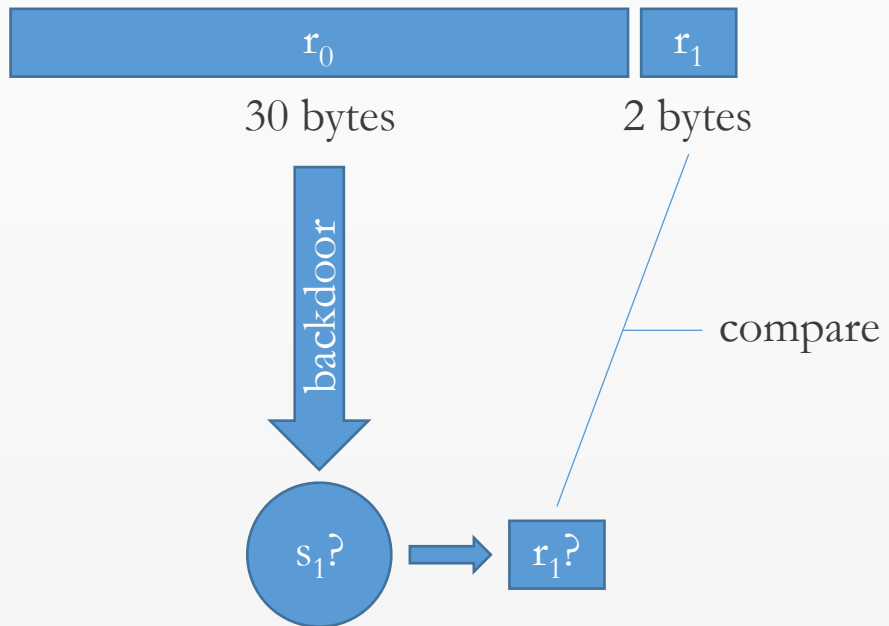 r₀ r₁
30 bytes 2 bytes
backdoor
compare
s₁? r₁?